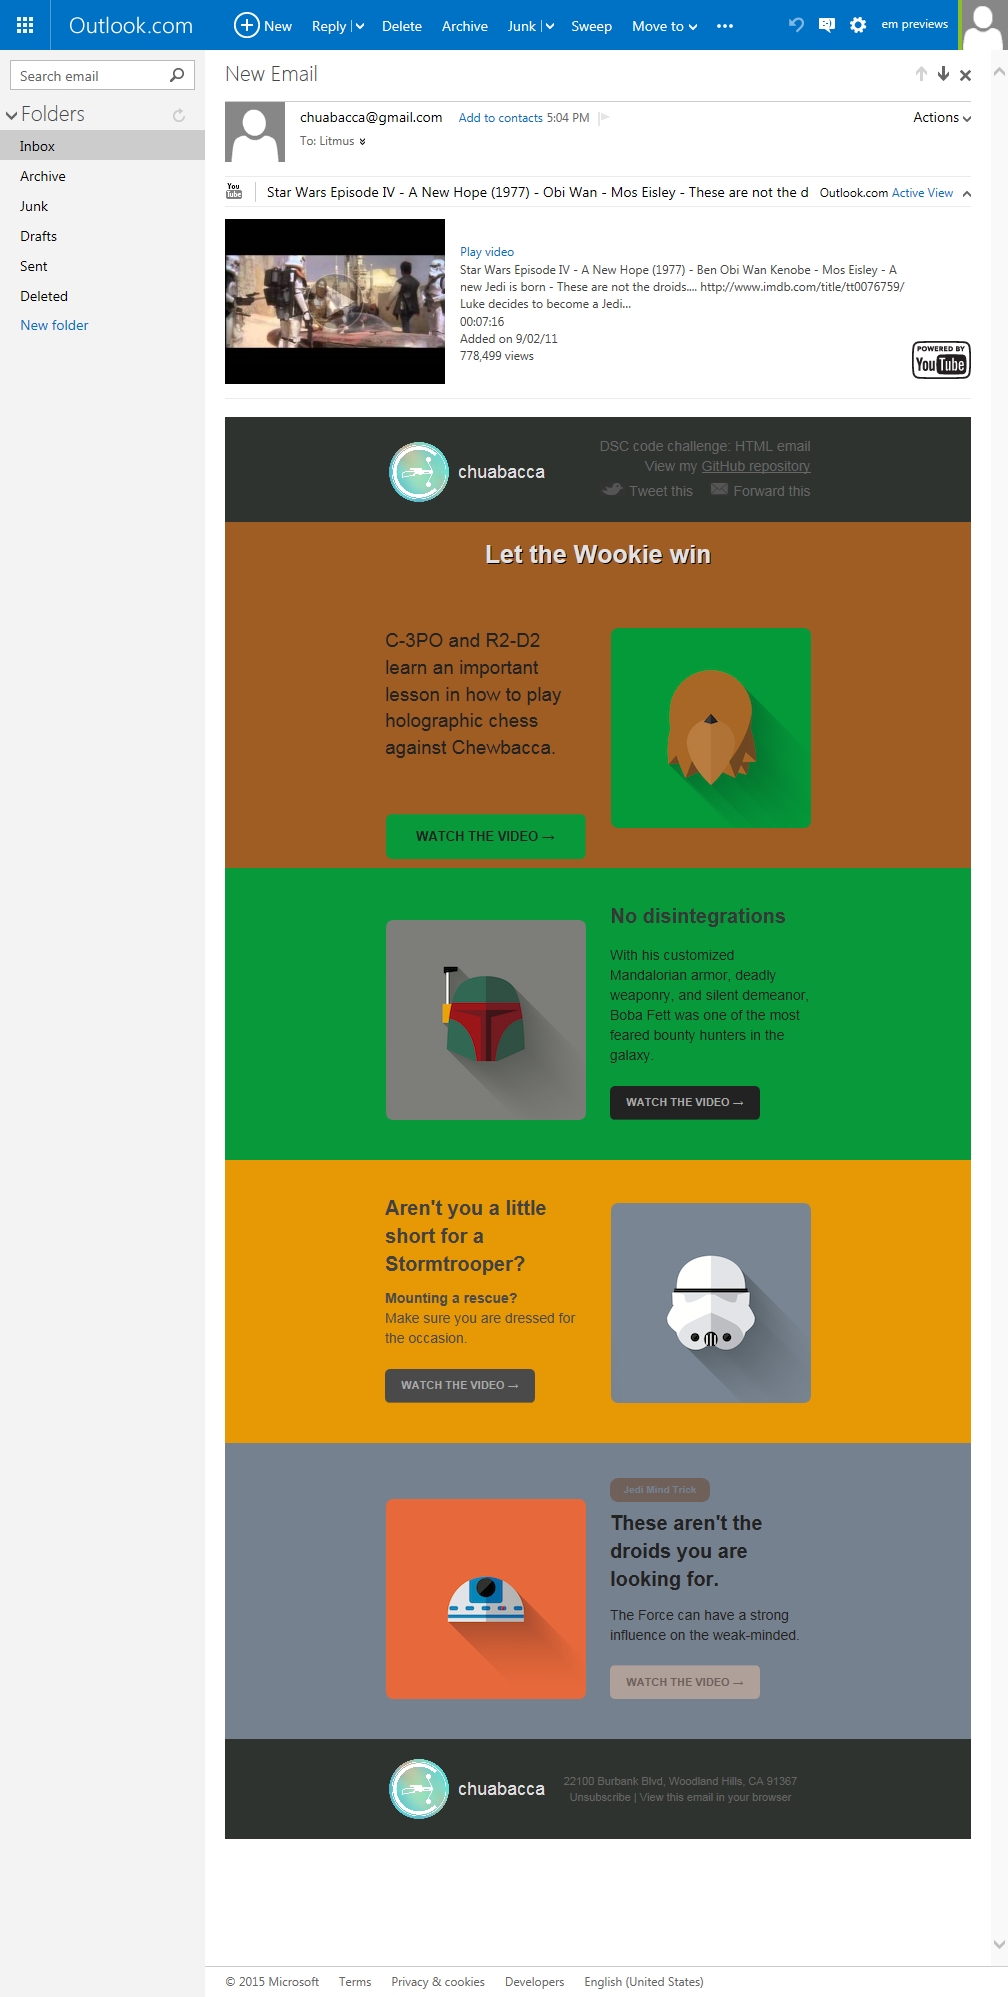 Outlook.com
New Reply Delete Archive Junk Sweep Move to ••• em previews
Search email
Folders
Inbox
Archive
Junk
Drafts
Sent
Deleted
New folder
New Email
chuabacca@gmail.com Add to contacts 5:04 PM Actions
To: Litmus
You Tube Star Wars Episode IV - A New Hope (1977) - Obi Wan - Mos Eisley - These are not the d Outlook.com Active View
Play video
Star Wars Episode IV - A New Hope (1977) - Ben Obi Wan Kenobe - Mos Eisley - A
new Jedi is born - These are not the droids.... http://www.imdb.com/title/tt0076759/
Luke decides to become a Jedi...
00:07:16
Added on 9/02/11
778,499 views
POWERED BY
YouTube
chuabacca
DSC code challenge: HTML email
View my GitHub repository
Tweet this Forward this
Let the Wookie win
C-3PO and R2-D2
learn an important
lesson in how to play
holographic chess
against Chewbacca.
WATCH THE VIDEO →
No disintegrations
With his customized
Mandalorian armor, deadly
weaponry, and silent demeanor,
Boba Fett was one of the most
feared bounty hunters in the
galaxy.
WATCH THE VIDEO →
Aren't you a little
short for a
Stormtrooper?
Mounting a rescue?
Make sure you are dressed for
the occasion.
WATCH THE VIDEO →
Jedi Mind Trick
These aren't the
droids you are
looking for.
The Force can have a strong
influence on the weak-minded.
WATCH THE VIDEO →
chuabacca
22100 Burbank Blvd, Woodland Hills, CA 91367
Unsubscribe | View this email in your browser
© 2015 Microsoft Terms Privacy & cookies Developers English (United States)